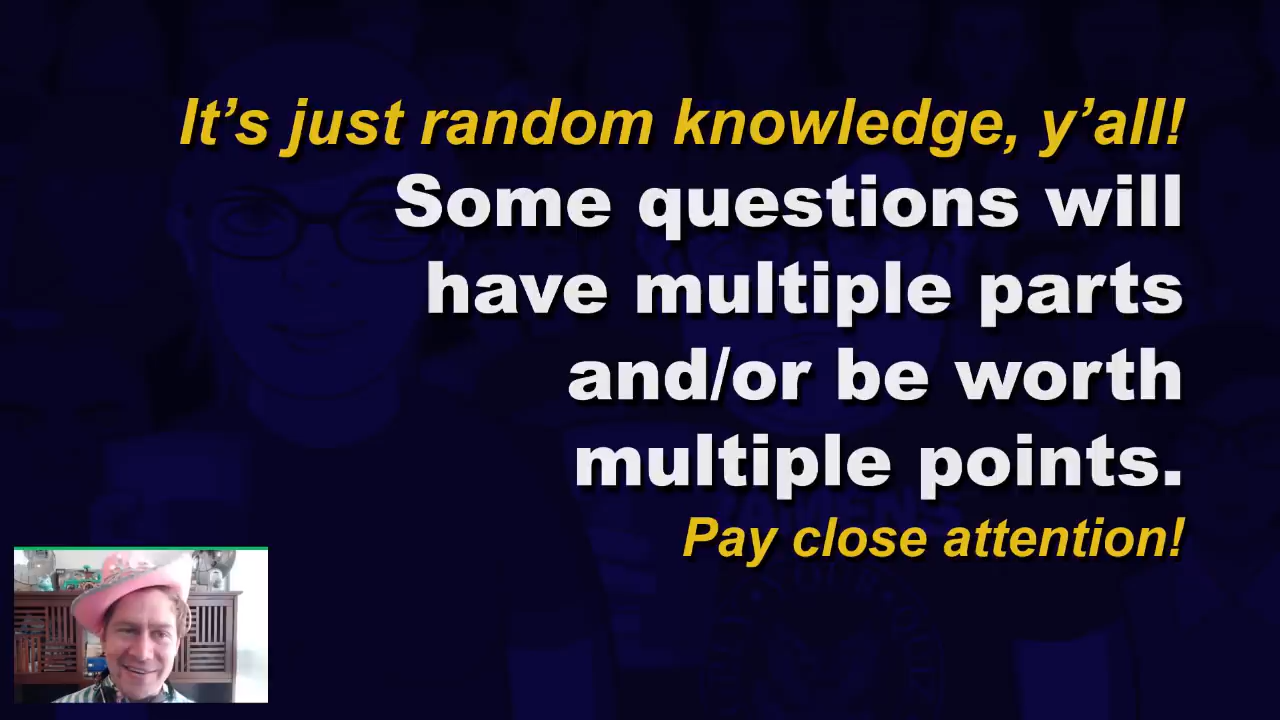 It’s just random knowledge, y’all!
Some questions will
have multiple parts
and/or be worth
multiple points.
Pay close attention!